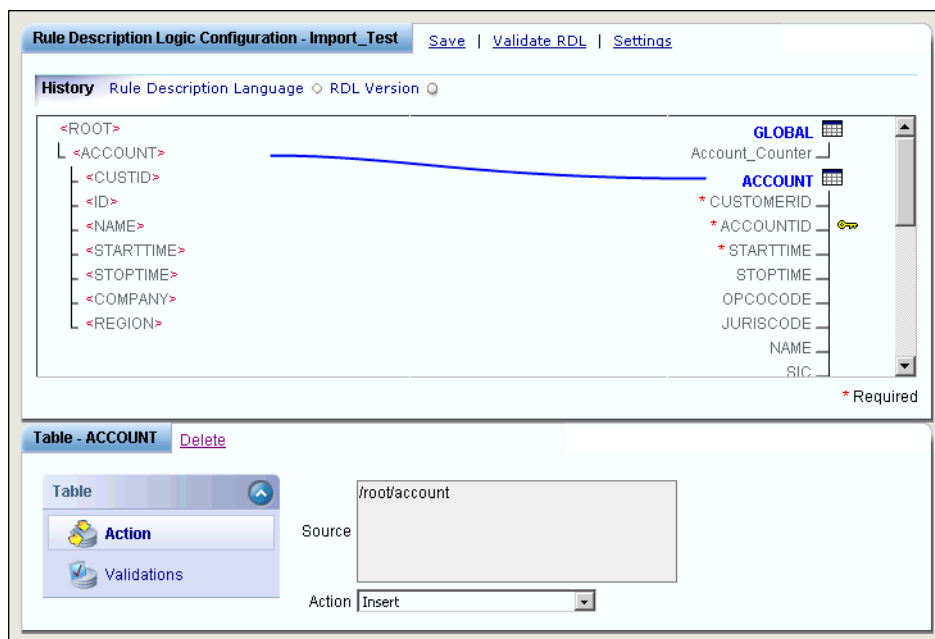 Rule Description Logic Configuration - Import_Test Save | Validate RDL | Settings
History Rule Description Language RDL Version
<ROOT>
<ACCOUNT>
<CUSTID>
<ID>
<NAME>
<STARTTIME>
<STOPTIME>
<COMPANY>
<REGION>
GLOBAL
Account_Counter
ACCOUNT
* CUSTOMERID
* ACCOUNTID
* STARTTIME
STOPTIME
OPCOCODE
JURISCODE
NAME
SIC
* Required
Table - ACCOUNT Delete
Table
Action
Validations
Source
/root/account
Action Insert